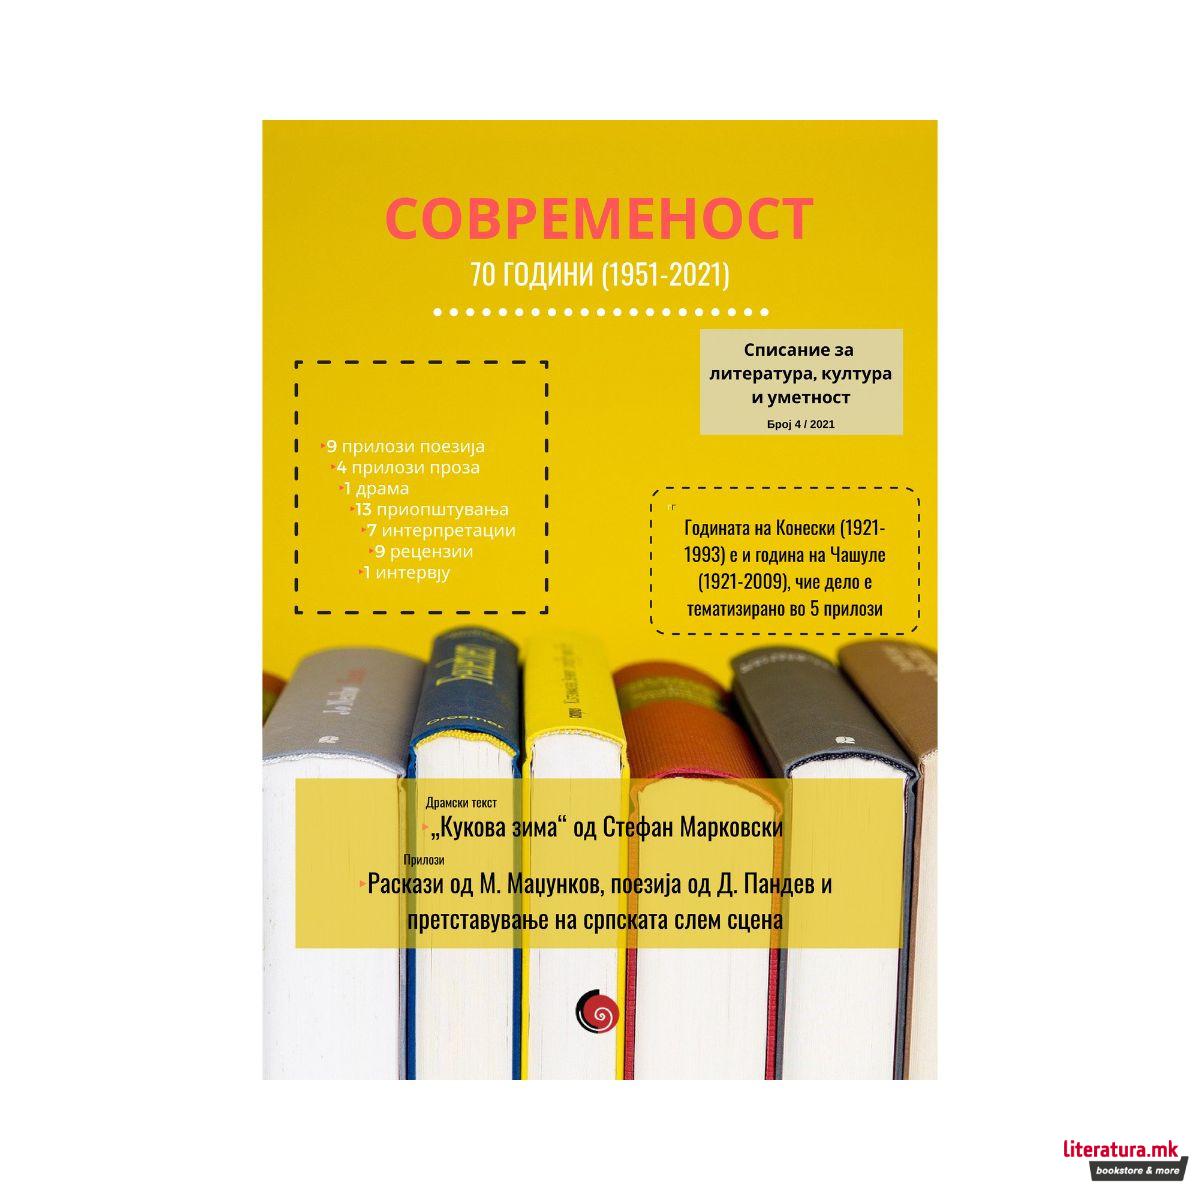 СОВРЕМЕНОСТ
70 ГОДИНИ (1951-2021)
Списание за
литература, култура
и уметност
Број 4 / 2021
9 прилози поезија
4 прилози проза
1 драма
13 приопштувања
7 интерпретации
9 рецензии
1 интервју
Годината на Конески (1921-
1993) е и година на Чашуле
(1921-2009), чие дело е
тематизирано во 5 прилози
Jo Nesbø
Droemer
Драмски текст
„Кукова зима“ од Стефан Марковски
Прилози
Раскази од М. Маџунков, поезија од Д. Пандев и
претставување на српската слем сцена
literatura.mk
bookstore & more